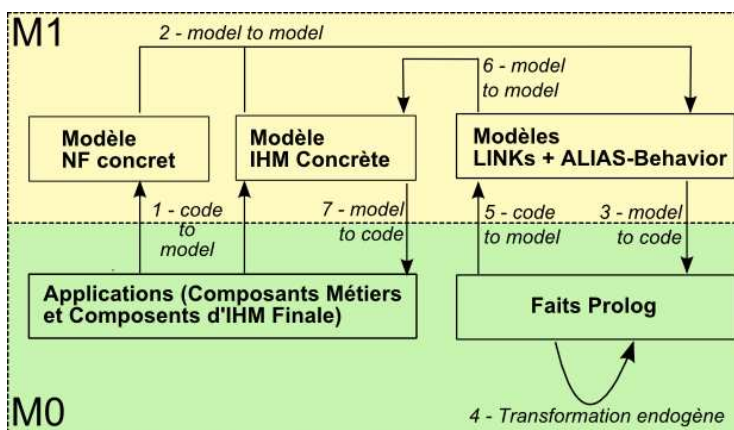 M1
2 - model to model
6 - model
to model
Modèle
NF concret
Modèle
IHM Concrète
Modèles
LINKs + ALIAS-Behavior
1 - code
to
model
7 - model
to code
5 - code
to model
3 - model
to code
Applications (Composants Métiers
et Components d'IHM Finale)
Faits Prolog
M0
4 - Transformation endogène